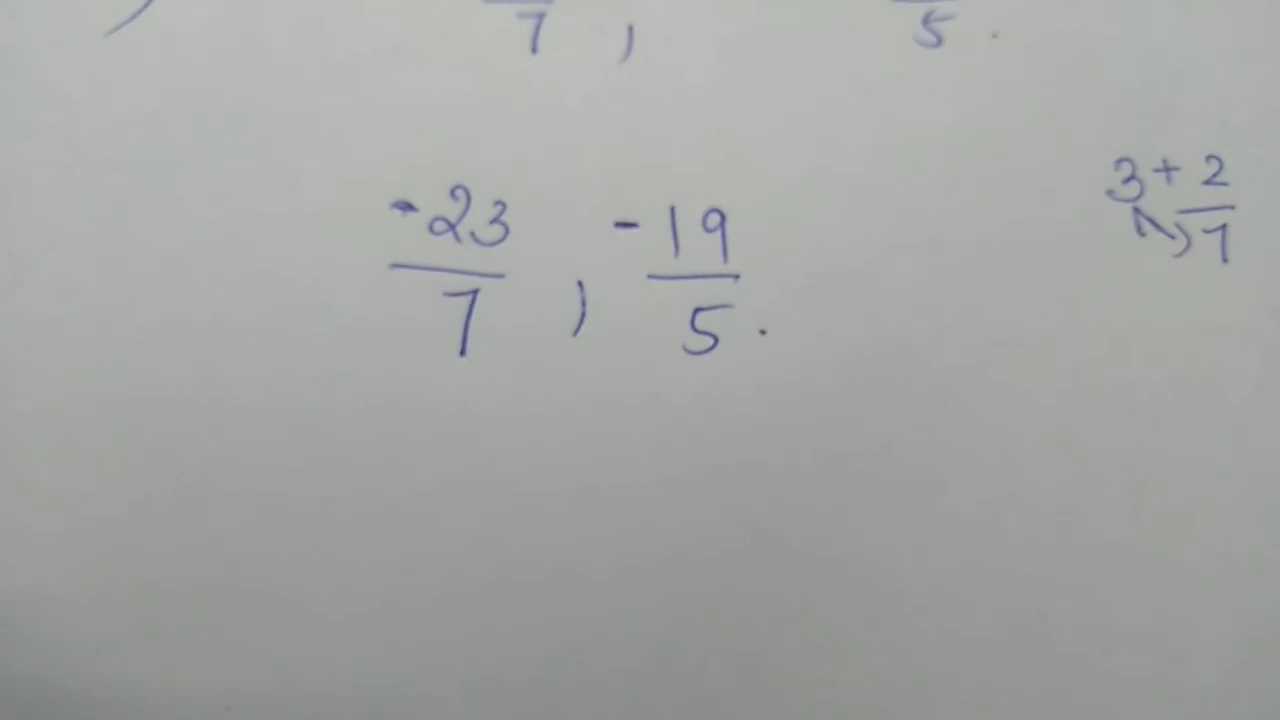 7 , 5 .
3 + 2
-23 , -19
7
7 5 .